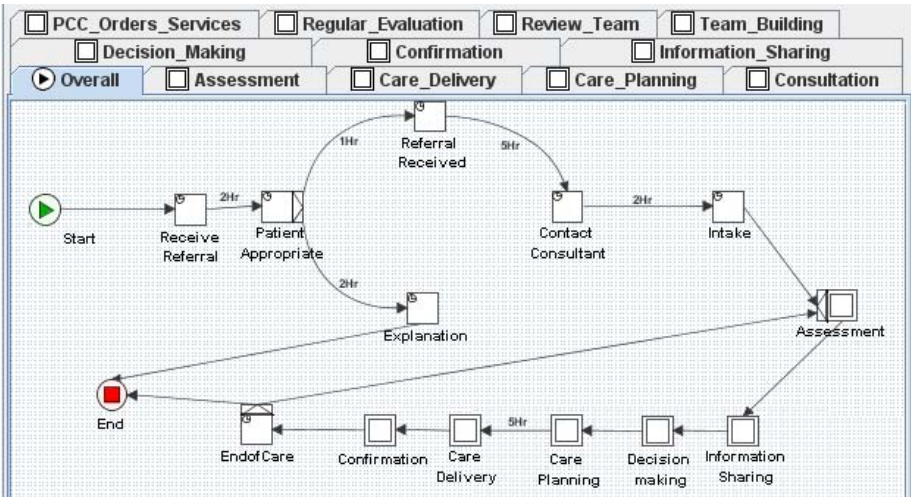 PCC_Orders_Services Regular_Evaluation Review_Team Team_Building
Decision_Making Confirmation Information_Sharing
Overall Assessment Care_Delivery Care_Planning Consultation
1Hr
Referral
Received
5Hr
2Hr
2Hr
Start
Receive
Referral
Patient
Appropriate
Contact
Consultant
Intake
2Hr
Explanation
Assessment
End
5Hr
EndofCare
Confirmation
Care
Delivery
Care
Planning
Decision
making
Information
Sharing